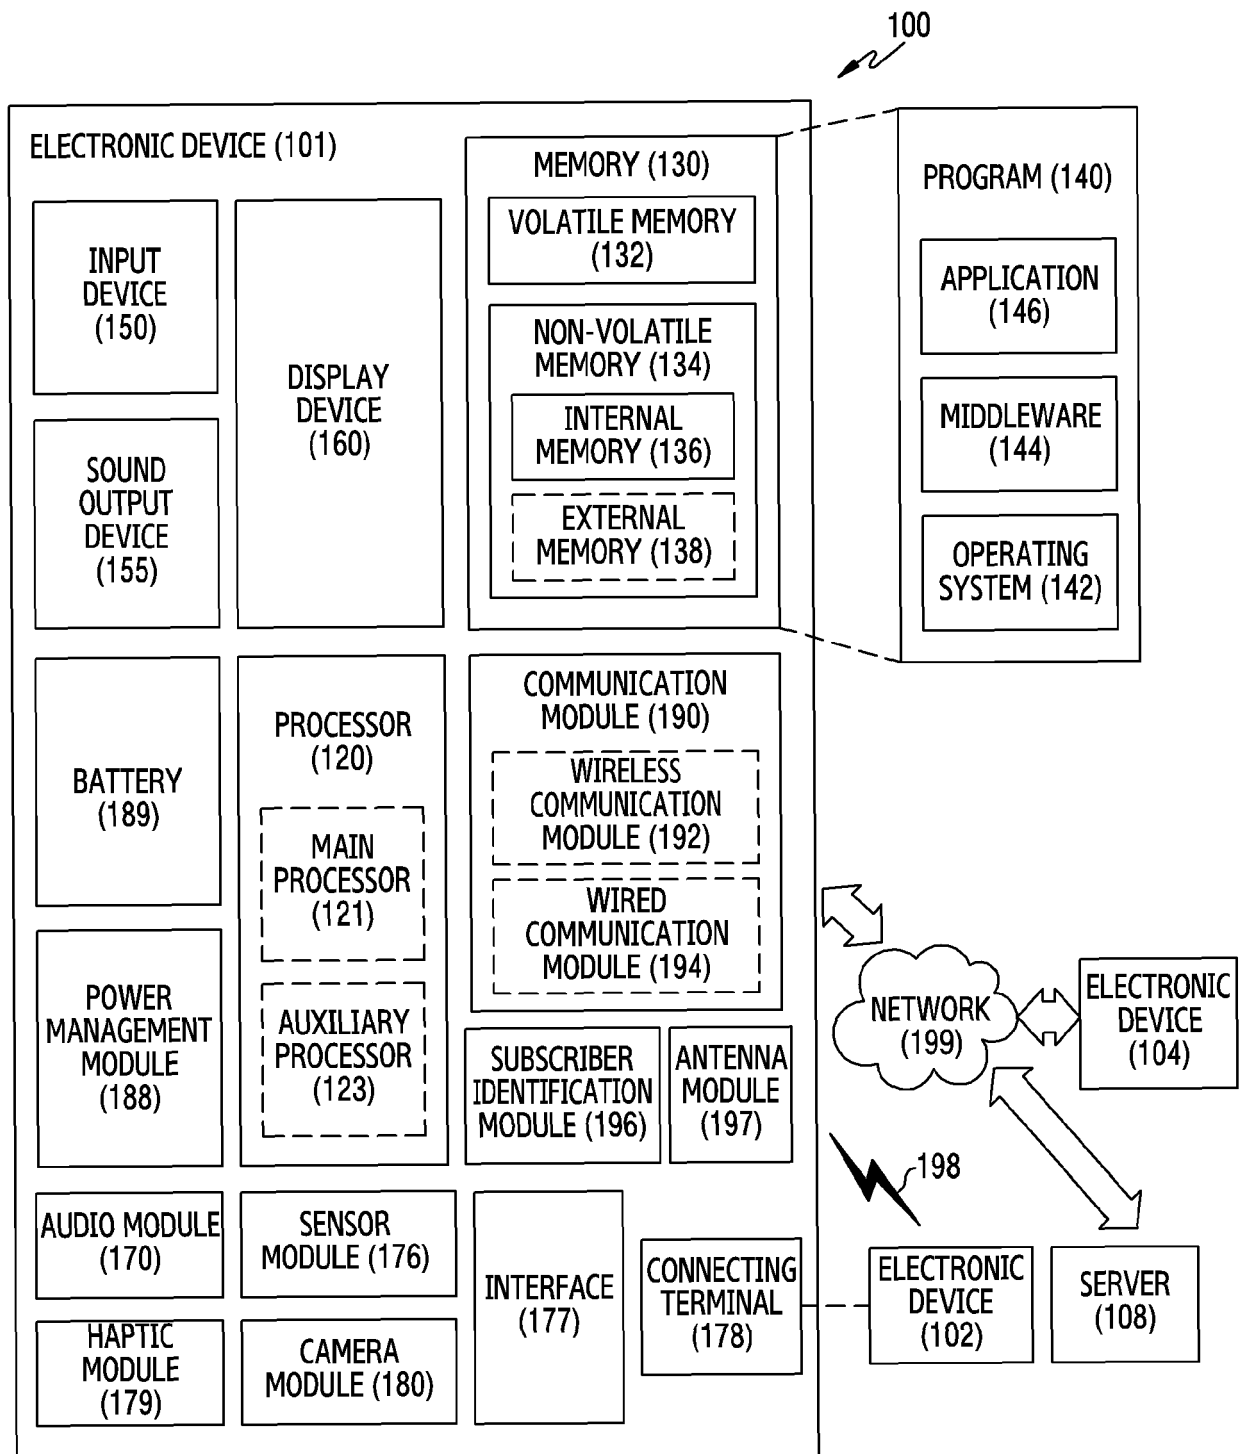 100
ELECTRONIC DEVICE (101)
INPUT
DEVICE
(150)
SOUND
OUTPUT
DEVICE
(155)
DISPLAY
DEVICE
(160)
MEMORY (130)
VOLATILE MEMORY
(132)
NON-VOLATILE
MEMORY (134)
INTERNAL
MEMORY (136)
EXTERNAL
MEMORY (138)
PROGRAM (140)
APPLICATION
(146)
MIDDLEWARE
(144)
OPERATING
SYSTEM (142)
BATTERY
(189)
POWER
MANAGEMENT
MODULE
(188)
PROCESSOR
(120)
MAIN
PROCESSOR
(121)
AUXILIARY
PROCESSOR
(123)
COMMUNICATION
MODULE (190)
WIRELESS
COMMUNICATION
MODULE (192)
WIRED
COMMUNICATION
MODULE (194)
SUBSCRIBER
IDENTIFICATION
MODULE (196)
ANTENNA
MODULE
(197)
NETWORK
(199)
ELECTRONIC
DEVICE
(104)
198
AUDIO MODULE
(170)
SENSOR
MODULE (176)
INTERFACE
(177)
CONNECTING
TERMINAL
(178)
ELECTRONIC
DEVICE
(102)
SERVER
(108)
HAPTIC
MODULE
(179)
CAMERA
MODULE (180)